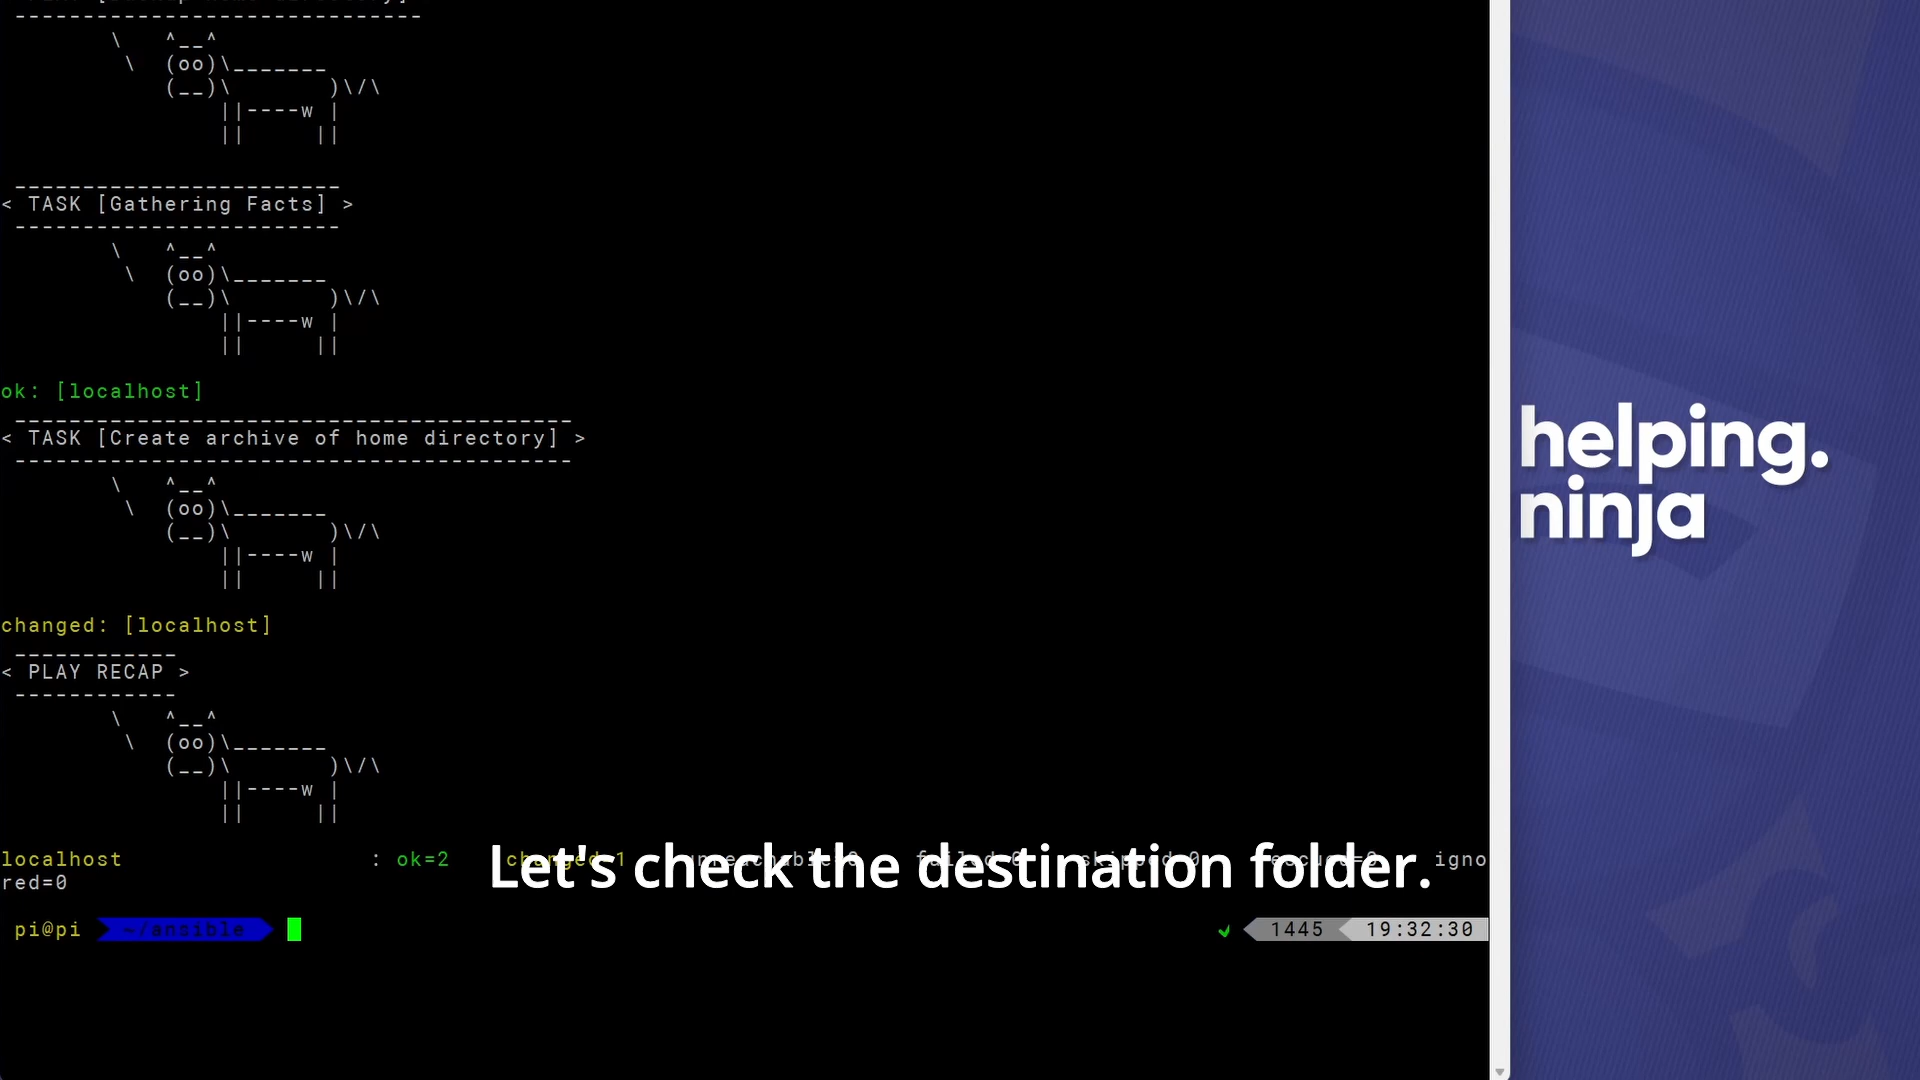 < TASK [Gathering Facts] >
ok: [localhost]
< TASK [Create archive of home directory] >
changed: [localhost]
< PLAY RECAP >
localhost : ok=2 igno
red=0
Let's check the destination folder.
pi@pi ~/ansible 1445 19:32:30
helping.
ninja